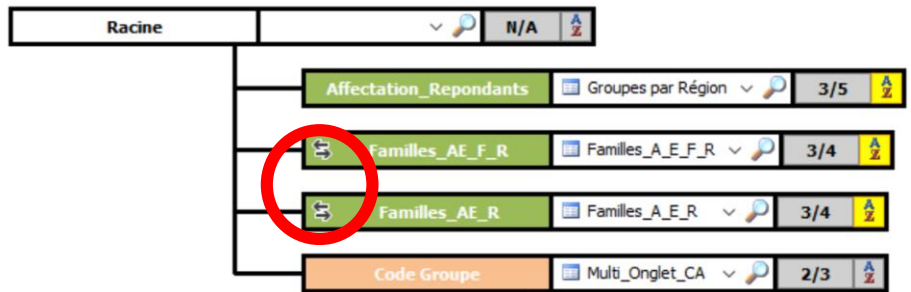 Racine N/A A Z
Affectation_Repondants Groupes par Région 3/5 A Z
Familles_AE_F_R Familles_A_E_F_R 3/4 A Z
Familles_AE_R Familles_A_E_R 3/4 A Z
Code Groupe Multi_Onglet_CA 2/3 A Z